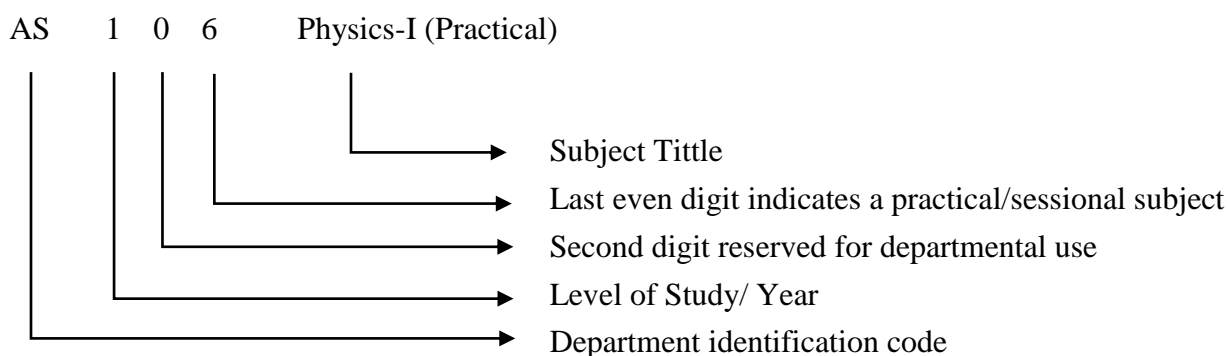 AS 1 0 6 Physics-I (Practical)
Subject Tittle
Last even digit indicates a practical/sessional subject
Second digit reserved for departmental use
Level of Study/ Year
Department identification code